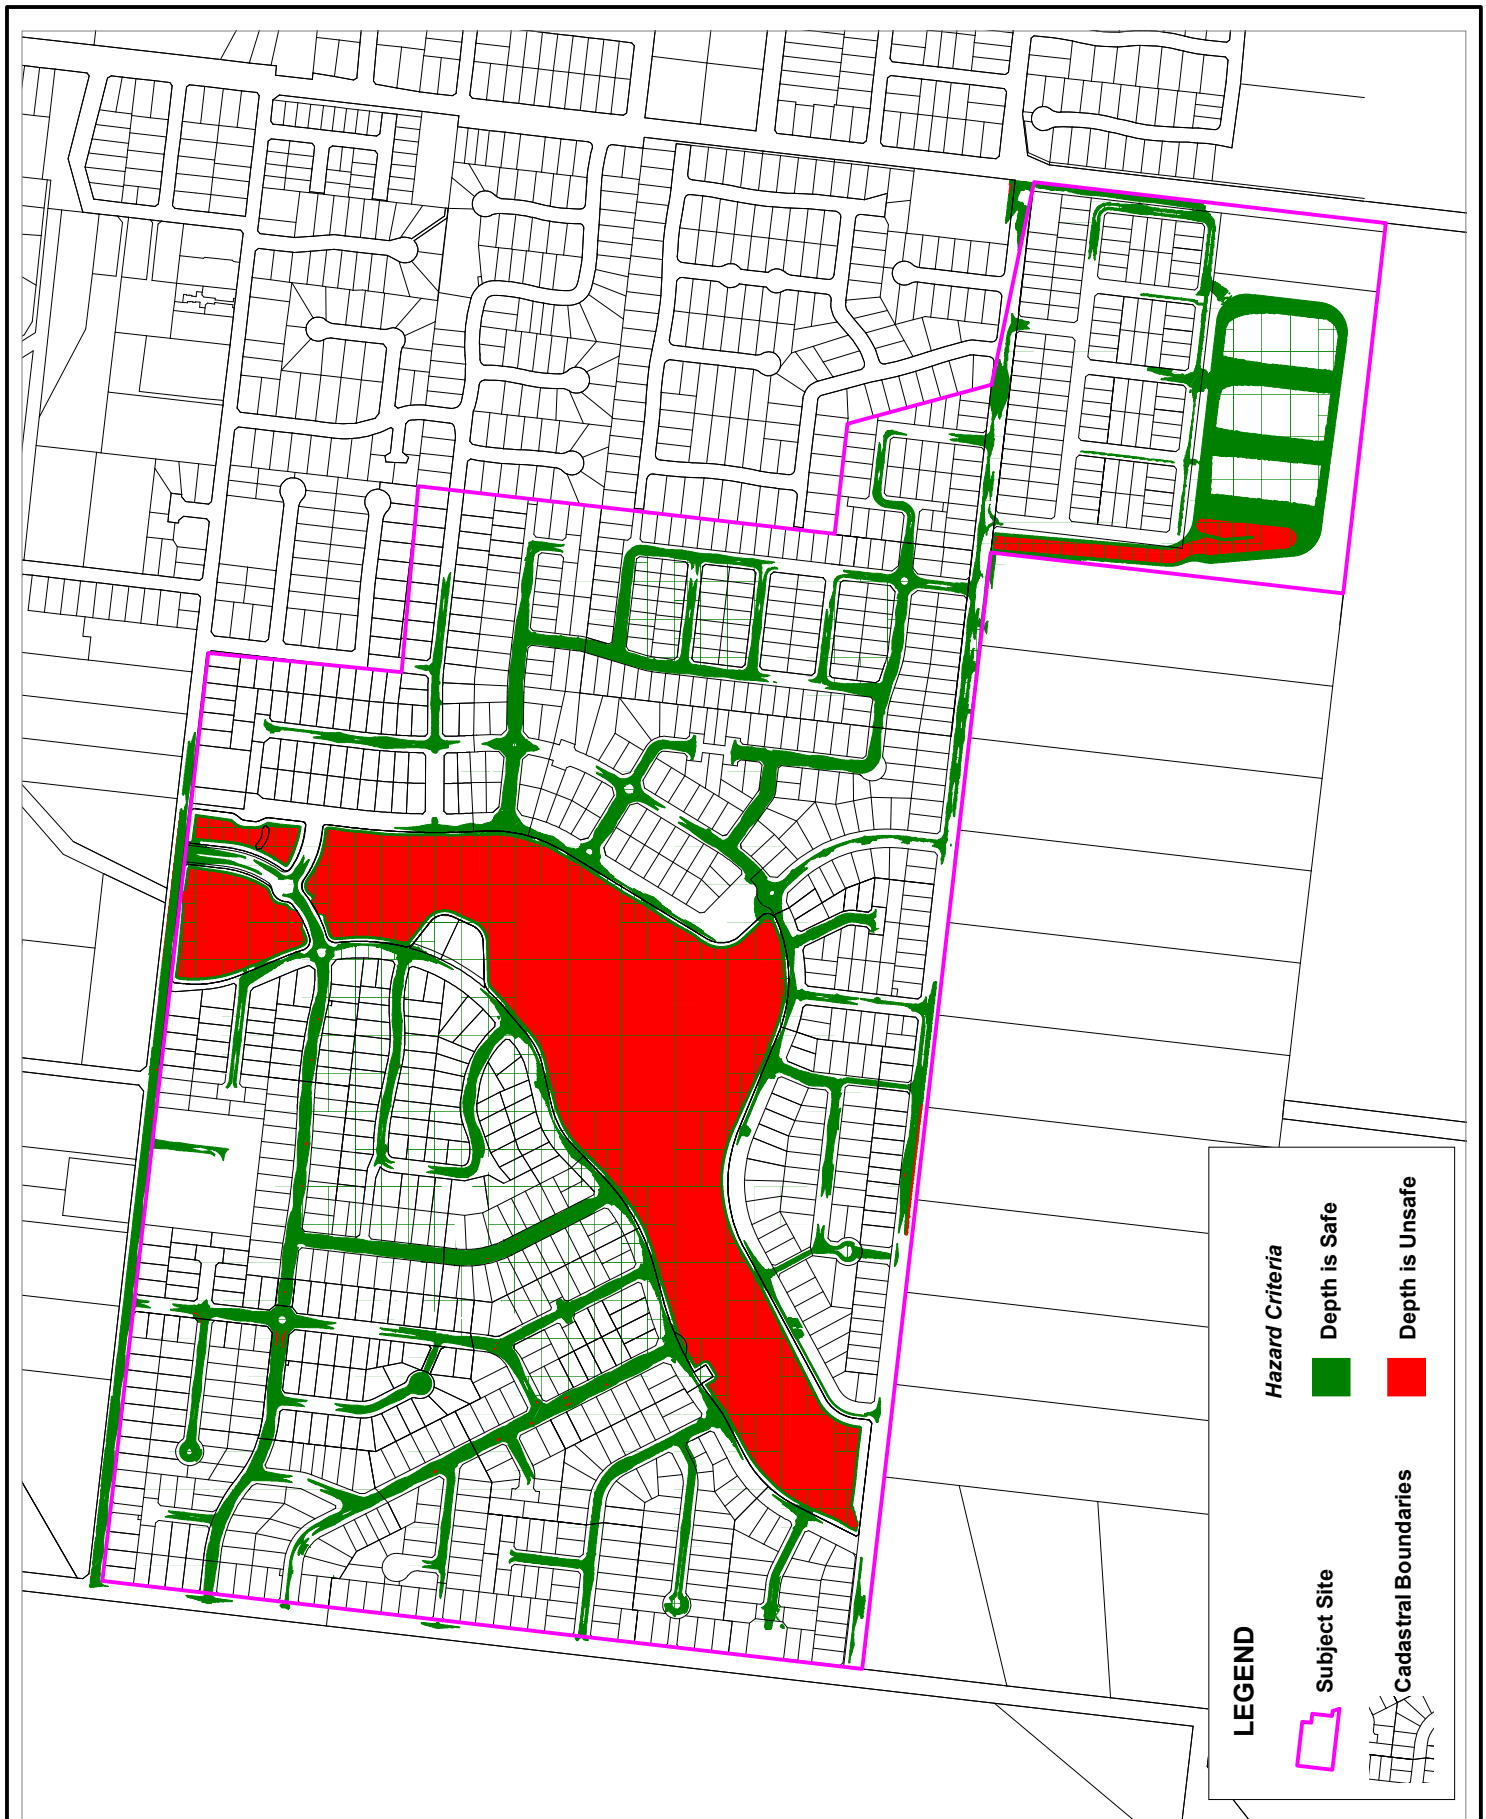 LEGEND
Subject Site
Cadastral Boundaries
Hazard Criteria
Depth is Safe
Depth is Unsafe